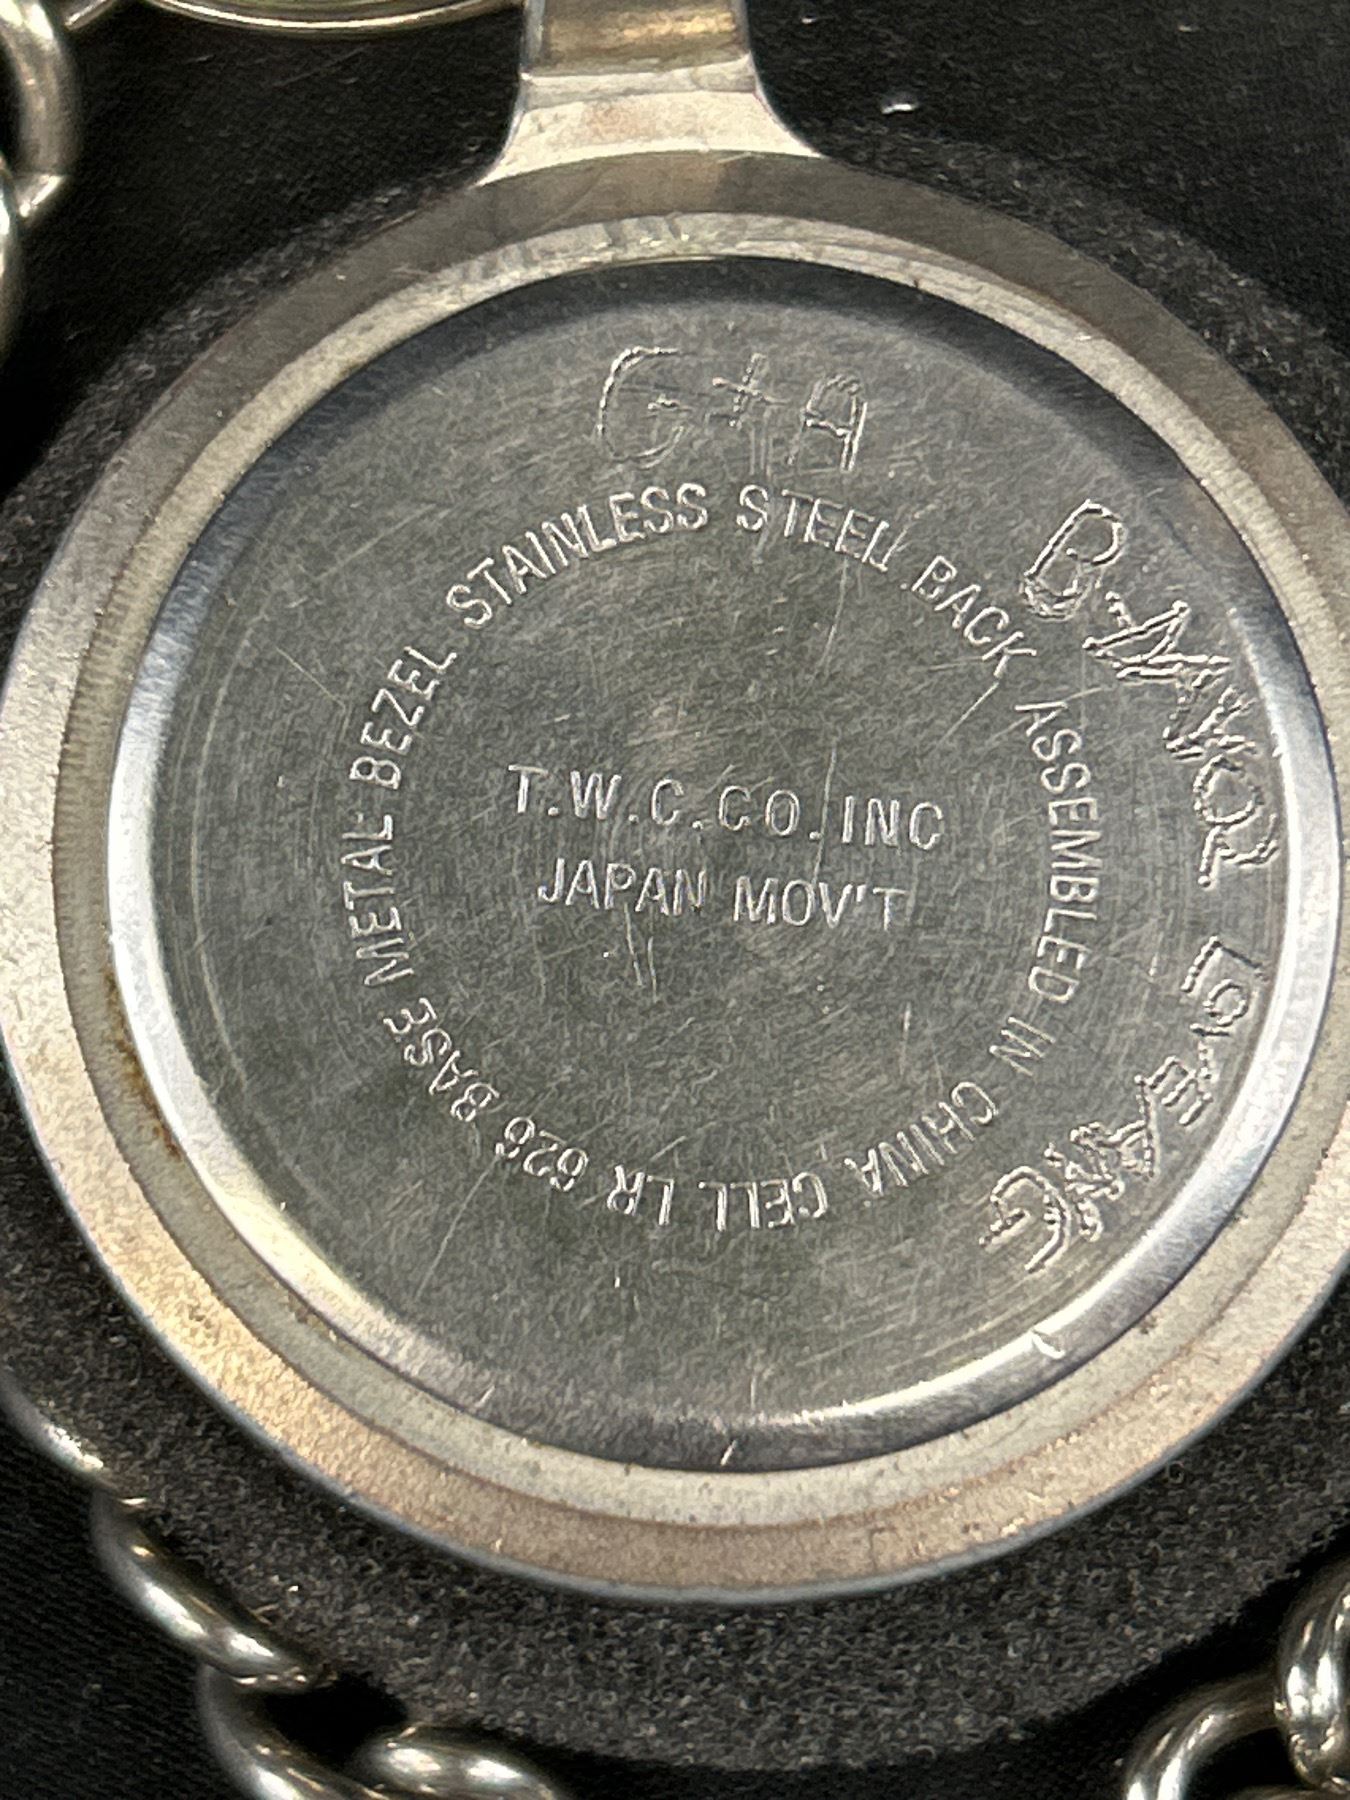 G+A
STAINLESS STEEL BACK ASSEMBLED IN CHINA CELL LR 626 BASE METAL BEZEL
T.W.C.CO.INC
JAPAN MOV'T